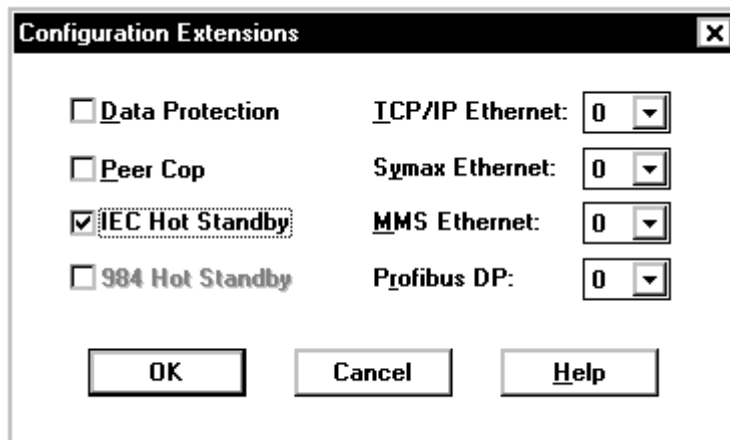 Configuration Extensions
Data Protection TCP/IP Ethernet: 0
Peer Cop Symax Ethernet: 0
IEC Hot Standby MMS Ethernet: 0
984 Hot Standby Profibus DP: 0
OK Cancel Help